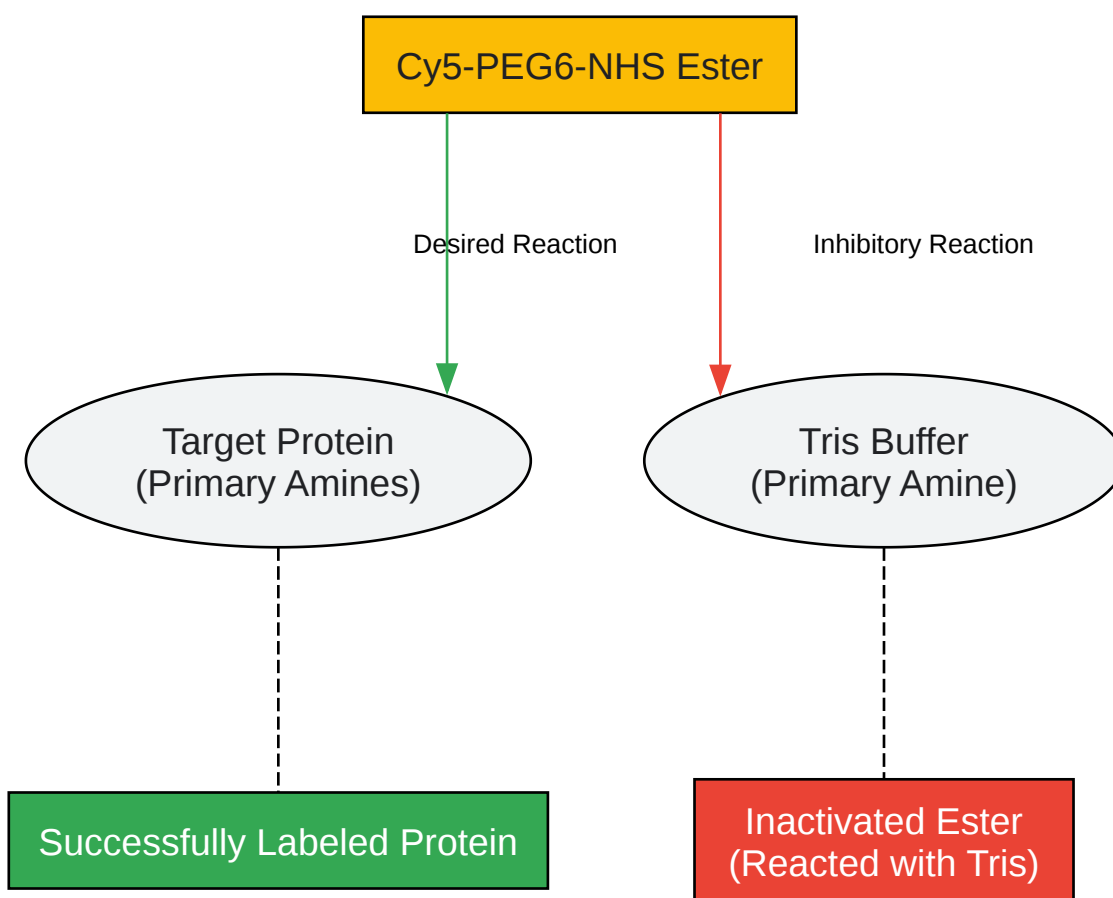 Cy5-PEG6-NHS Ester
Desired Reaction
Inhibitory Reaction
Target Protein
(Primary Amines)
Tris Buffer
(Primary Amine)
Successfully Labeled Protein
Inactivated Ester
(Reacted with Tris)